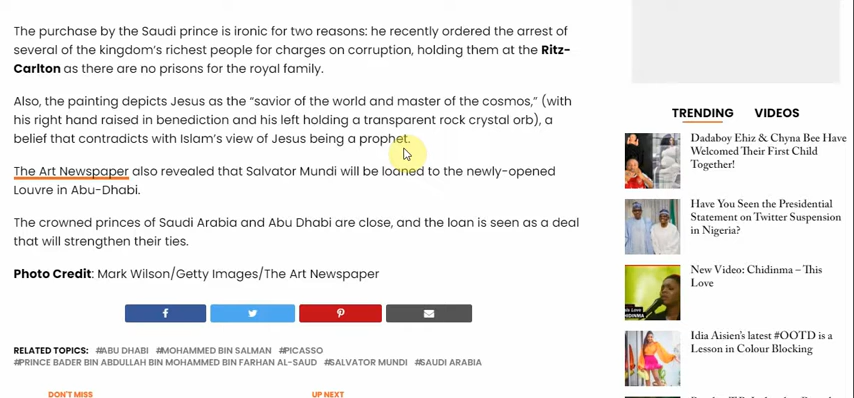 The purchase by the Saudi prince is ironic for two reasons: he recently ordered the arrest of
several of the kingdom's richest people for charges on corruption, holding them at the Ritz-
Carlton as there are no prisons for the royal family.
Also, the painting depicts Jesus as the "savior of the world and master of the cosmos," (with
his right hand raised in benediction and his left holding a transparent rock crystal orb), a
belief that contradicts with Islam's view of Jesus being a prophet.
The Art Newspaper also revealed that Salvator Mundi will be loaned to the newly-opened
Louvre in Abu-Dhabi.
The crowned princes of Saudi Arabia and Abu Dhabi are close, and the loan is seen as a deal
that will strengthen their ties.
Photo Credit: Mark Wilson/Getty Images/The Art Newspaper
RELATED TOPICS: #ABU DHABI #MOHAMMED BIN SALMAN #PICASSO
#PRINCE BADER BIN ABDULLAH BIN MOHAMMED BIN FARHAN AL-SAUD #SALVATOR MUNDI #SAUDI ARABIA
DON'T MISS
UP NEXT
TRENDING
VIDEOS
Dadaboy Ehiz & Chyna Bee Have
Welcomed Their First Child
Together!
Have You Seen the Presidential
Statement on Twitter Suspension
in Nigeria?
New Video: Chidinma – This
Love
Idia Aisien's latest #OOTD is a
Lesson in Colour Blocking